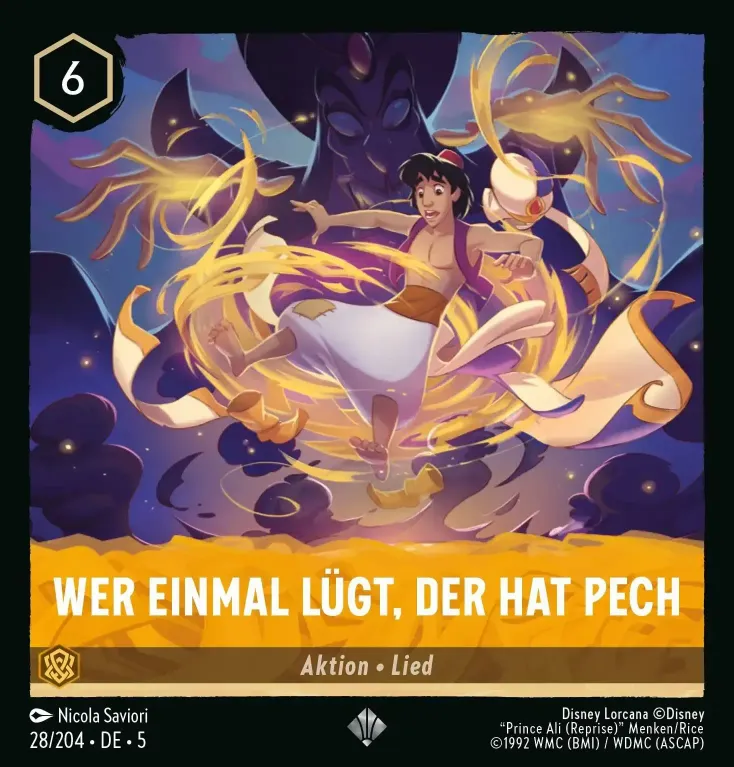 6
WER EINMAL LÜGT, DER HAT PECH
Aktion • Lied
Nicola Saviori
28/204 • DE • 5
Disney Lorcana ©Disney
“Prince Ali (Reprise)” Menken/Rice
©1992 WMC (BMI) / WDMC (ASCAP)